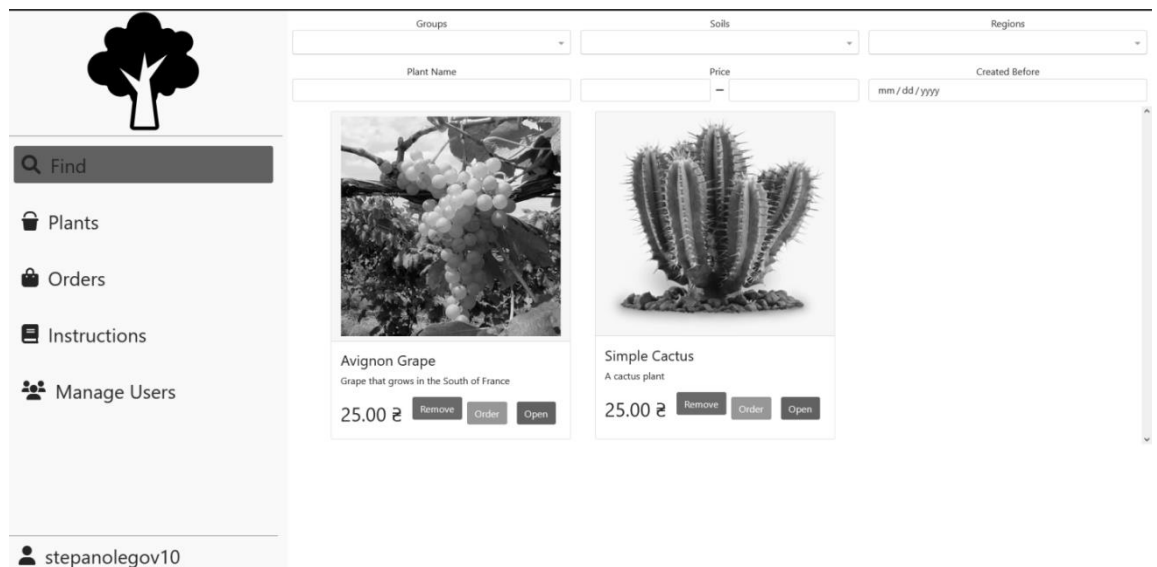 Find
Plants
Orders
Instructions
Manage Users
stepanolegov10
Groups
Soils
Regions
Plant Name
Price
–
Created Before
mm / dd / yyyy
Avignon Grape
Grape that grows in the South of France
25.00 ₴ Remove Order Open
Simple Cactus
A cactus plant
25.00 ₴ Remove Order Open